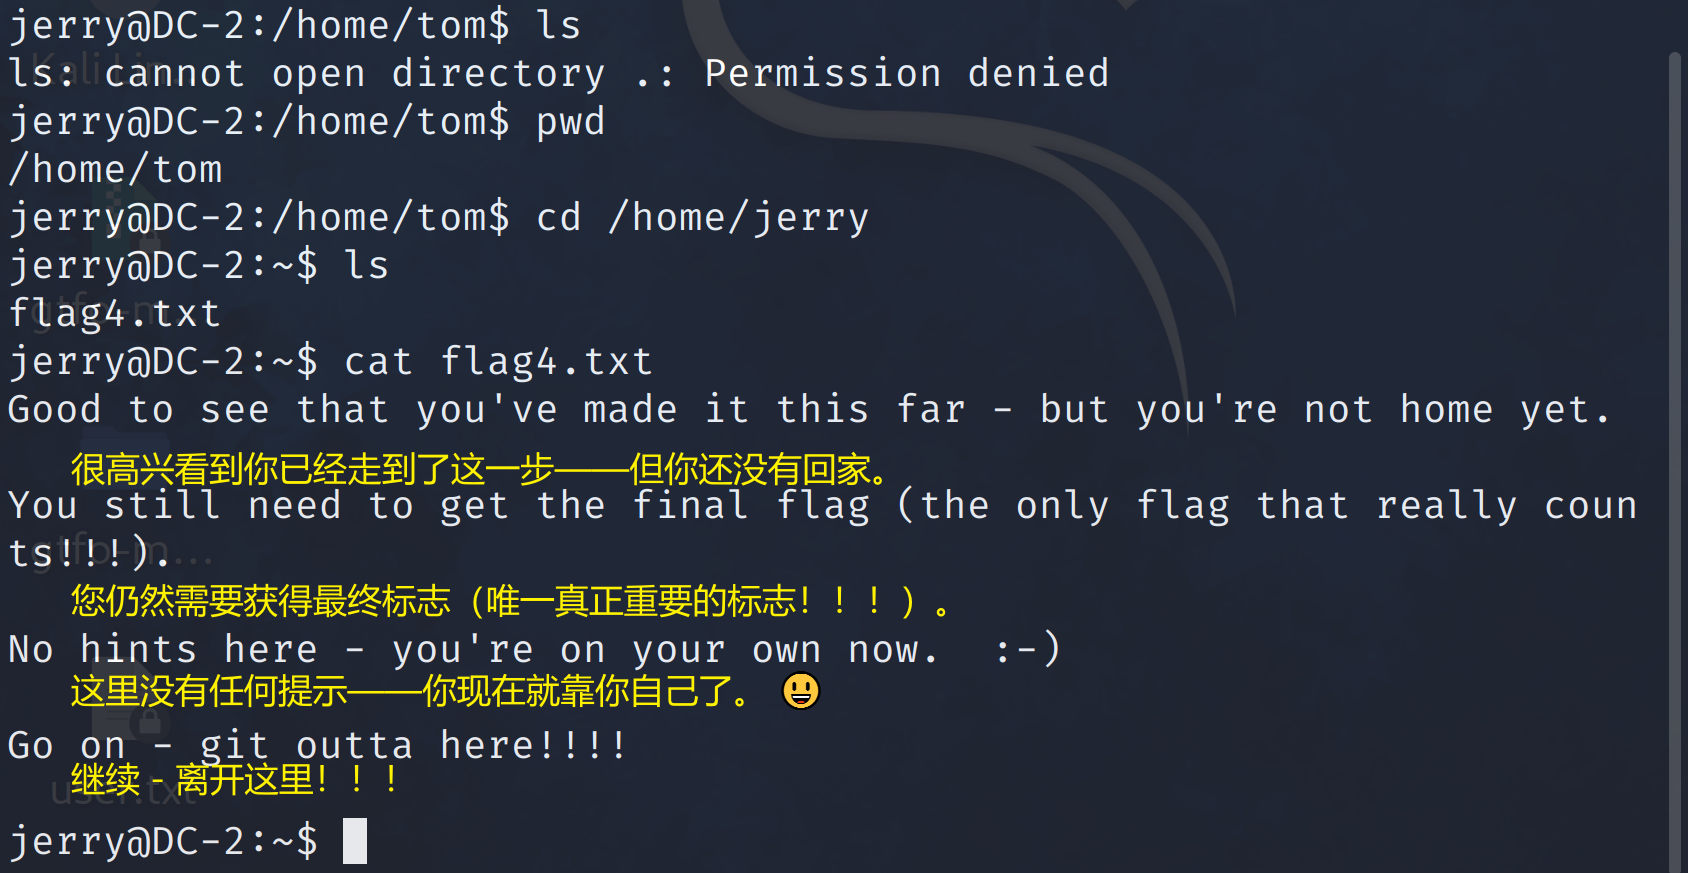 jerry@DC-2:/home/tom$ ls
ls: cannot open directory .: Permission denied
jerry@DC-2:/home/tom$ pwd
/home/tom
jerry@DC-2:/home/tom$ cd /home/jerry
jerry@DC-2:~$ ls
flag4.txt
jerry@DC-2:~$ cat flag4.txt
Good to see that you've made it this far - but you're not home yet.
很高兴看到你已经走到了这一步——但你还没有回家。
You still need to get the final flag (the only flag that really coun
ts!!!).
您仍然需要获得最终标志（唯一真正重要的标志！！！）。
No hints here - you're on your own now.  :-)
这里没有任何提示——你现在就靠你自己了。 😃
Go on - git outta here!!!!
继续 - 离开这里！！！
user.txt
jerry@DC-2:~$